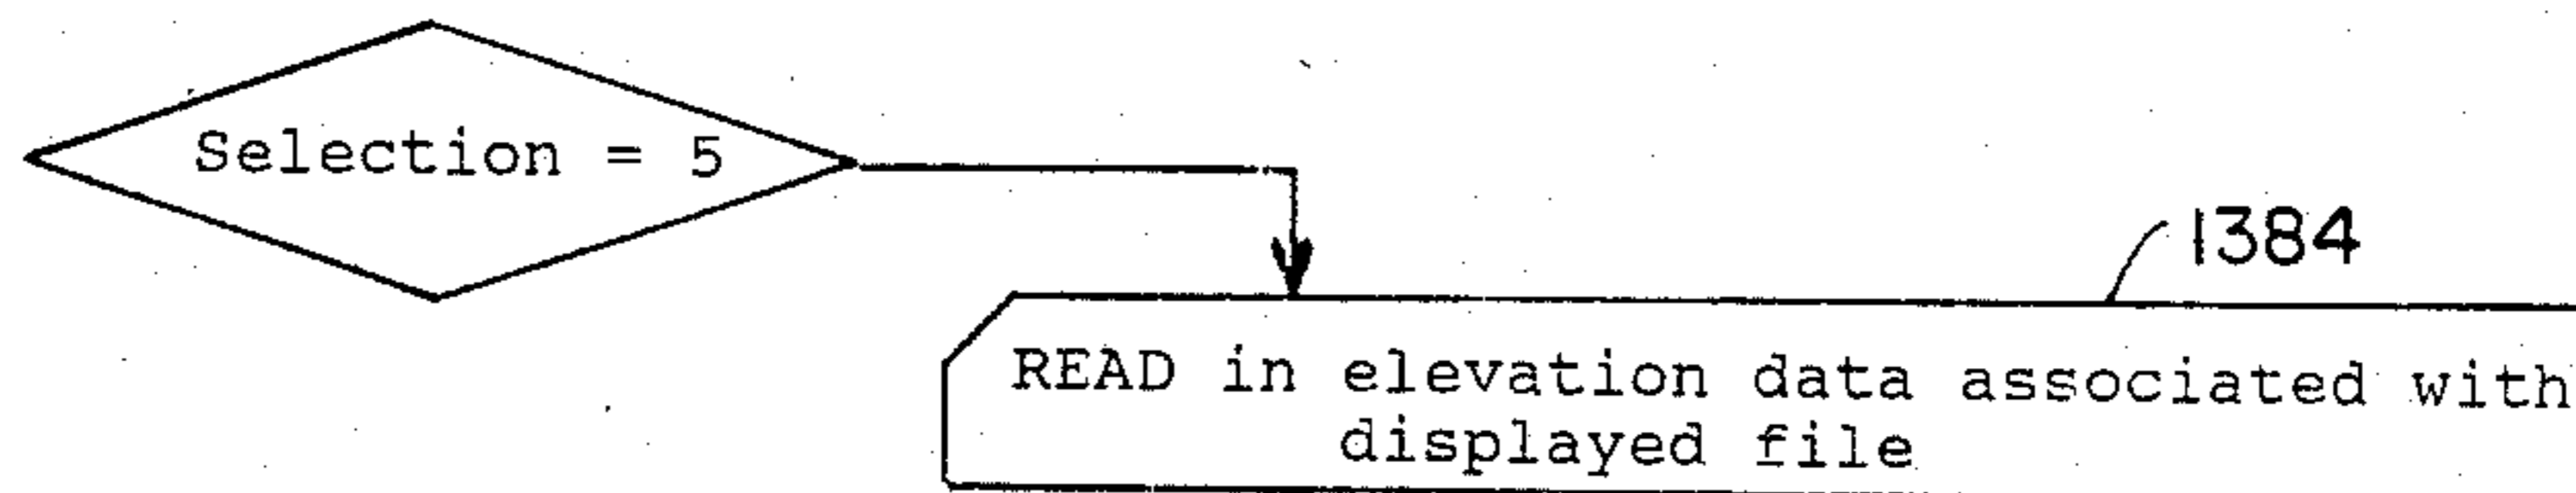 Selection = 5
1384
READ in elevation data associated with
displayed file